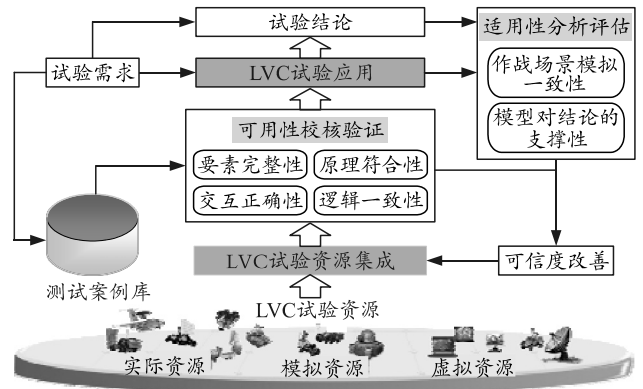 试验结论
适用性分析评估
试验需求
LVC试验应用
作战场景模拟
一致性
模型对结论的
支撑性
可用性校核验证
要素完整性
原理符合性
交互正确性
逻辑一致性
LVC试验资源集成
可信度改善
测试案例库
LVC试验资源
实际资源
模拟资源
虚拟资源